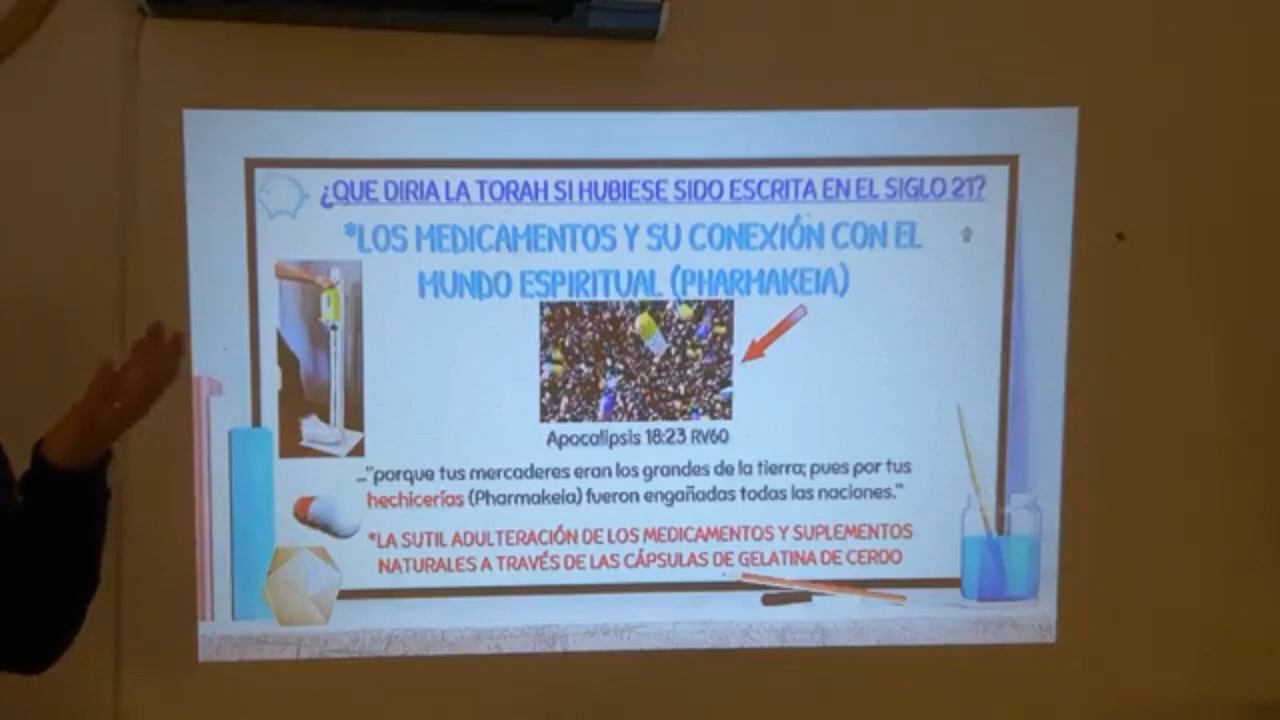 ¿QUE DIRIA LA TORAH SI HUBIESE SIDO ESCRITA EN EL SIGLO 21?
*LOS MEDICAMENTOS Y SU CONEXIÓN CON EL
MUNDO ESPIRITUAL (PHARMAKEIA)
Apocalipsis 18:23 RV60
..."porque tus mercaderes eran los grandes de la tierra; pues por tus
hechicerías (Pharmakeia) fueron engañadas todas las naciones."
*LA SUTIL ADULTERACIÓN DE LOS MEDICAMENTOS Y SUPLEMENTOS
NATURALES A TRAVÉS DE LAS CÁPSULAS DE GELATINA DE CERDO